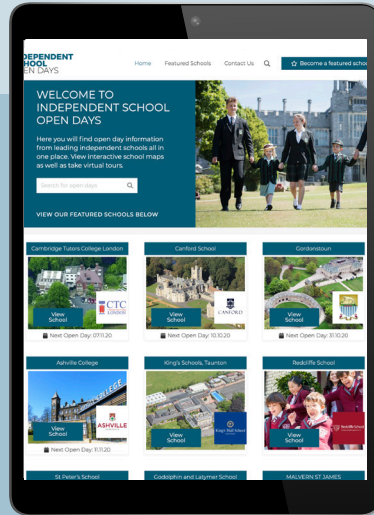 DEPENDENT
HOOL
EN DAYS
Home Featured Schools Contact Us
Become a featured schoo
WELCOME TO
INDEPENDENT SCHOOL
OPEN DAYS
Here you will find open day information
from leading independent schools all in
one place. View interactive school maps
as well as take virtual tours.
Search for open days
VIEW OUR FEATURED SCHOOLS BELOW
Cambridge Tutors College London Canford School Gordonstoun
View
School
CTC
LONDON
View
School
CANFORD
View
School
Next Open Day: 07.11.20 Next Open Day: 10.10.20 Next Open Day: 31.10.20
Ashville College King's Schools, Taunton Redcliffe School
View
School
ASHVILLE
View
School
King's Hall School
View
School
Redcliffe School
Next Open Day: 11.11.20
St Peter's School Godolphin and Latymer School MALVERN ST JAMES